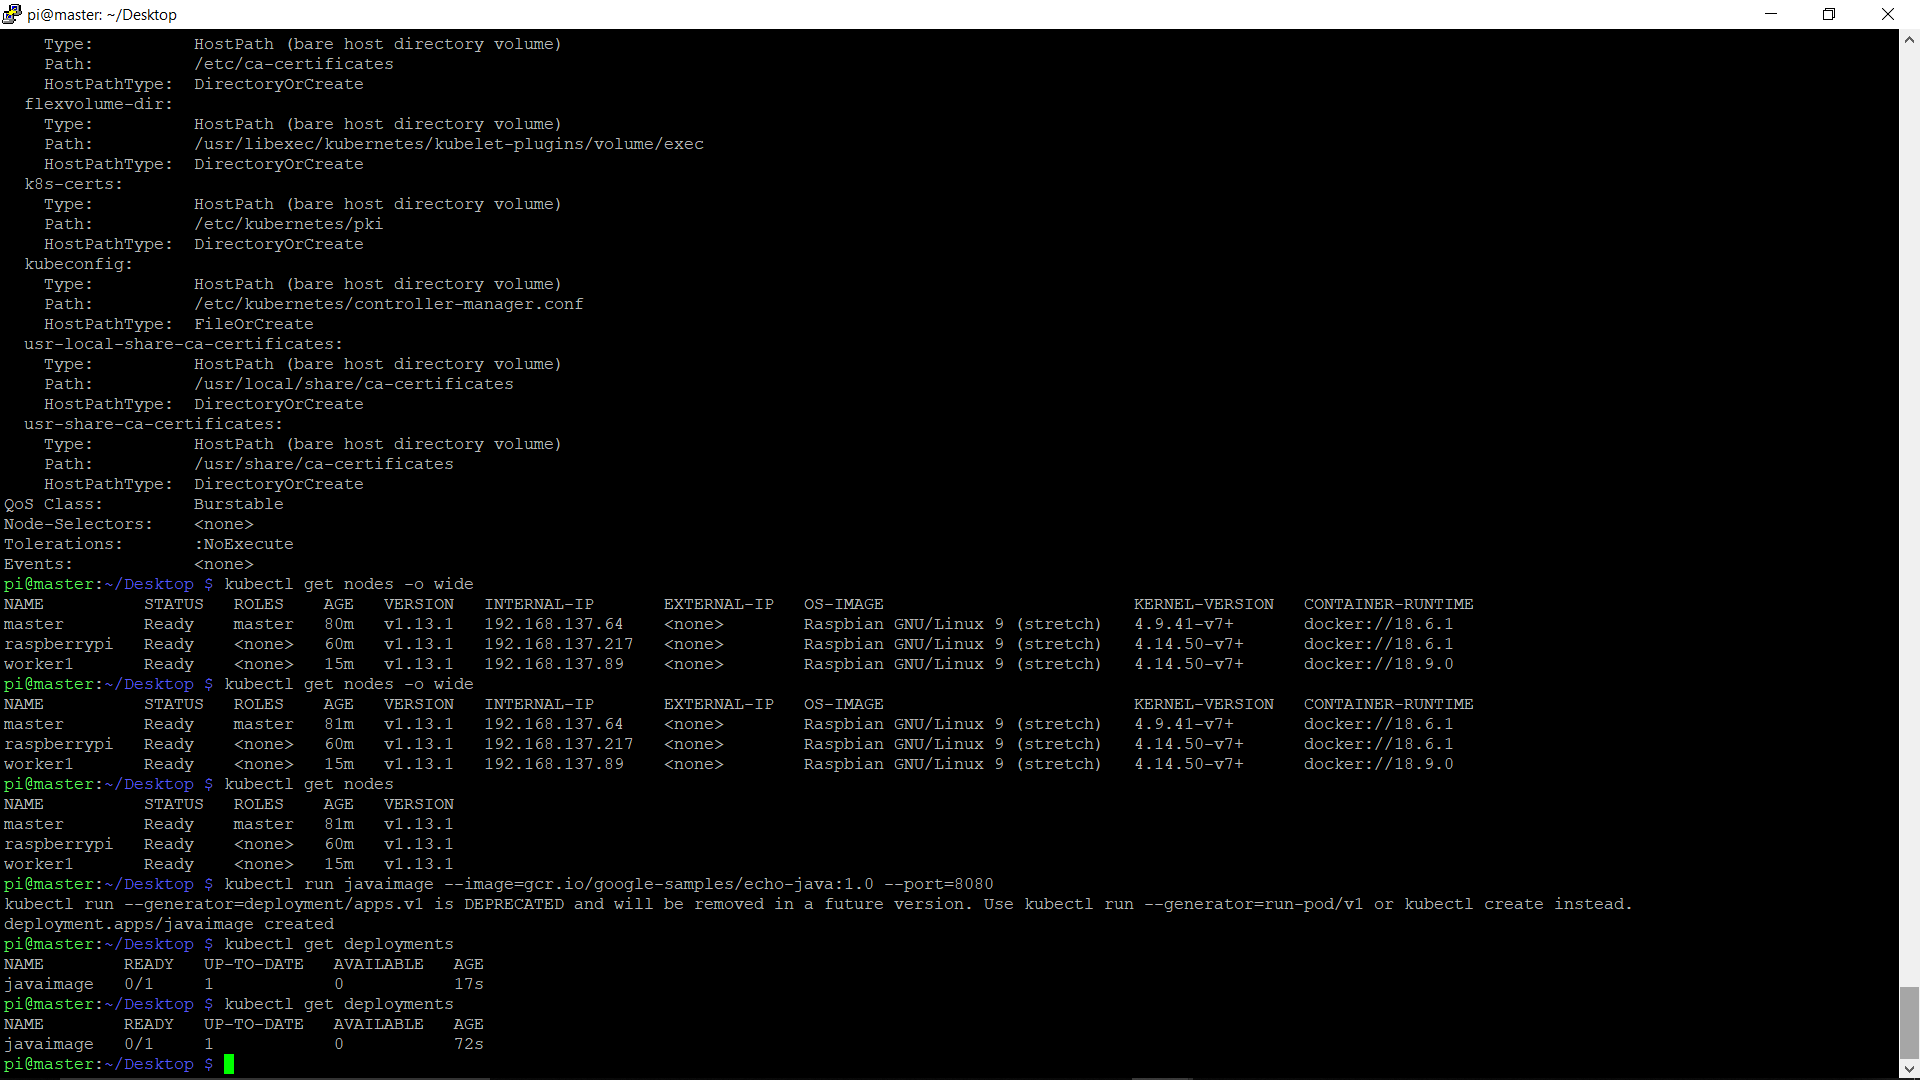 pi@master: ~/Desktop
Type: HostPath (bare host directory volume)
Path: /etc/ca-certificates
HostPathType: DirectoryOrCreate
flexvolume-dir:
Type: HostPath (bare host directory volume)
Path: /usr/libexec/kubernetes/kubelet-plugins/volume/exec
HostPathType: DirectoryOrCreate
k8s-certs:
Type: HostPath (bare host directory volume)
Path: /etc/kubernetes/pki
HostPathType: DirectoryOrCreate
kubeconfig:
Type: HostPath (bare host directory volume)
Path: /etc/kubernetes/controller-manager.conf
HostPathType: FileOrCreate
usr-local-share-ca-certificates:
Type: HostPath (bare host directory volume)
Path: /usr/local/share/ca-certificates
HostPathType: DirectoryOrCreate
usr-share-ca-certificates:
Type: HostPath (bare host directory volume)
Path: /usr/share/ca-certificates
HostPathType: DirectoryOrCreate
QoS Class: Burstable
Node-Selectors: <none>
Tolerations: :NoExecute
Events: <none>
pi@master:~/Desktop $ kubectl get nodes -o wide
NAME STATUS ROLES AGE VERSION INTERNAL-IP EXTERNAL-IP OS-IMAGE KERNEL-VERSION CONTAINER-RUNTIME
master Ready master 80m v1.13.1 192.168.137.64 <none> Raspbian GNU/Linux 9 (stretch) 4.9.41-v7+ docker://18.6.1
raspberrypi Ready <none> 60m v1.13.1 192.168.137.217 <none> Raspbian GNU/Linux 9 (stretch) 4.14.50-v7+ docker://18.6.1
worker1 Ready <none> 15m v1.13.1 192.168.137.89 <none> Raspbian GNU/Linux 9 (stretch) 4.14.50-v7+ docker://18.9.0
pi@master:~/Desktop $ kubectl get nodes -o wide
NAME STATUS ROLES AGE VERSION INTERNAL-IP EXTERNAL-IP OS-IMAGE KERNEL-VERSION CONTAINER-RUNTIME
master Ready master 81m v1.13.1 192.168.137.64 <none> Raspbian GNU/Linux 9 (stretch) 4.9.41-v7+ docker://18.6.1
raspberrypi Ready <none> 60m v1.13.1 192.168.137.217 <none> Raspbian GNU/Linux 9 (stretch) 4.14.50-v7+ docker://18.6.1
worker1 Ready <none> 15m v1.13.1 192.168.137.89 <none> Raspbian GNU/Linux 9 (stretch) 4.14.50-v7+ docker://18.9.0
pi@master:~/Desktop $ kubectl get nodes
NAME STATUS ROLES AGE VERSION
master Ready master 81m v1.13.1
raspberrypi Ready <none> 60m v1.13.1
worker1 Ready <none> 15m v1.13.1
pi@master:~/Desktop $ kubectl run javaimage --image=gcr.io/google-samples/echo-java:1.0 --port=8080
kubectl run --generator=deployment/apps.v1 is DEPRECATED and will be removed in a future version. Use kubectl run --generator=run-pod/v1 or kubectl create instead.
deployment.apps/javaimage created
pi@master:~/Desktop $ kubectl get deployments
NAME READY UP-TO-DATE AVAILABLE AGE
javaimage 0/1 1 0 17s
pi@master:~/Desktop $ kubectl get deployments
NAME READY UP-TO-DATE AVAILABLE AGE
javaimage 0/1 1 0 72s
pi@master:~/Desktop $